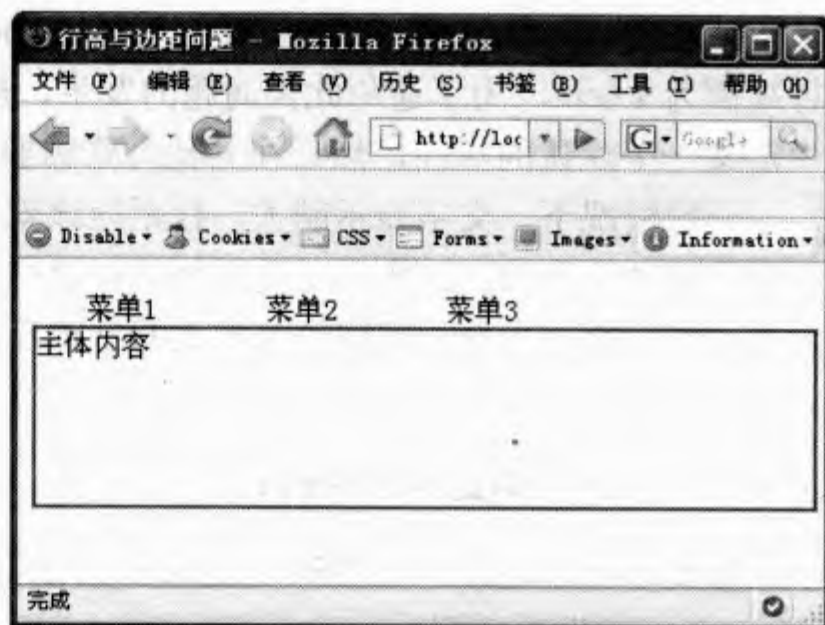 行高与边距问题 - Mozilla Firefox
文件 (F) 编辑 (E) 查看 (V) 历史 (S) 书签 (B) 工具 (T) 帮助 (H)
http://loc G Google
Disable Cookies CSS Forms Images Information
菜单1 菜单2 菜单3
主体内容
完成